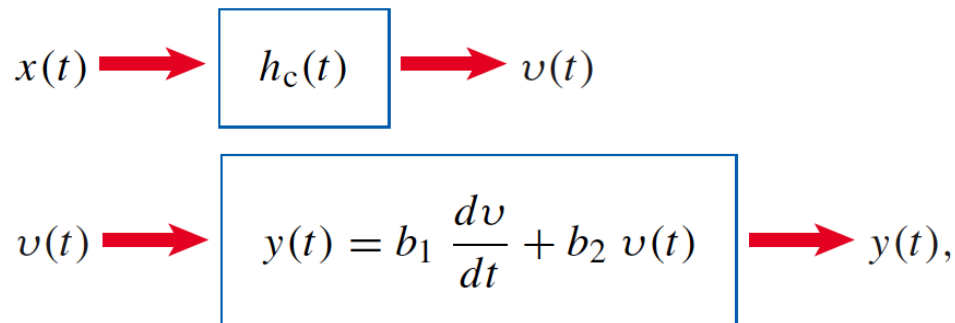 x(t) h_c(t) υ(t)
υ(t) y(t) = b_1 dυ/dt + b_2 υ(t) y(t),